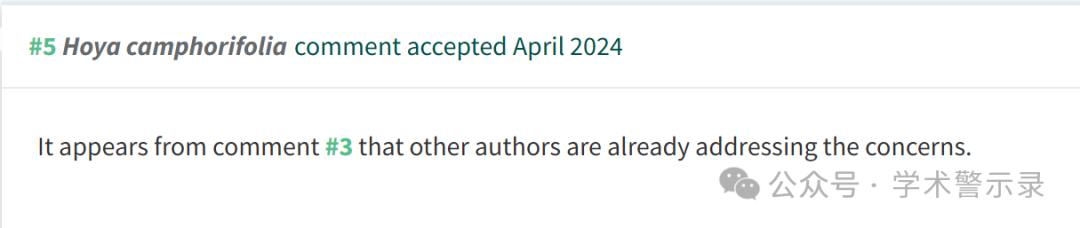 #5 Hoya camphorifolia comment accepted April 2024
It appears from comment #3 that other authors are already addressing the concerns.
公众号 · 学术警示录